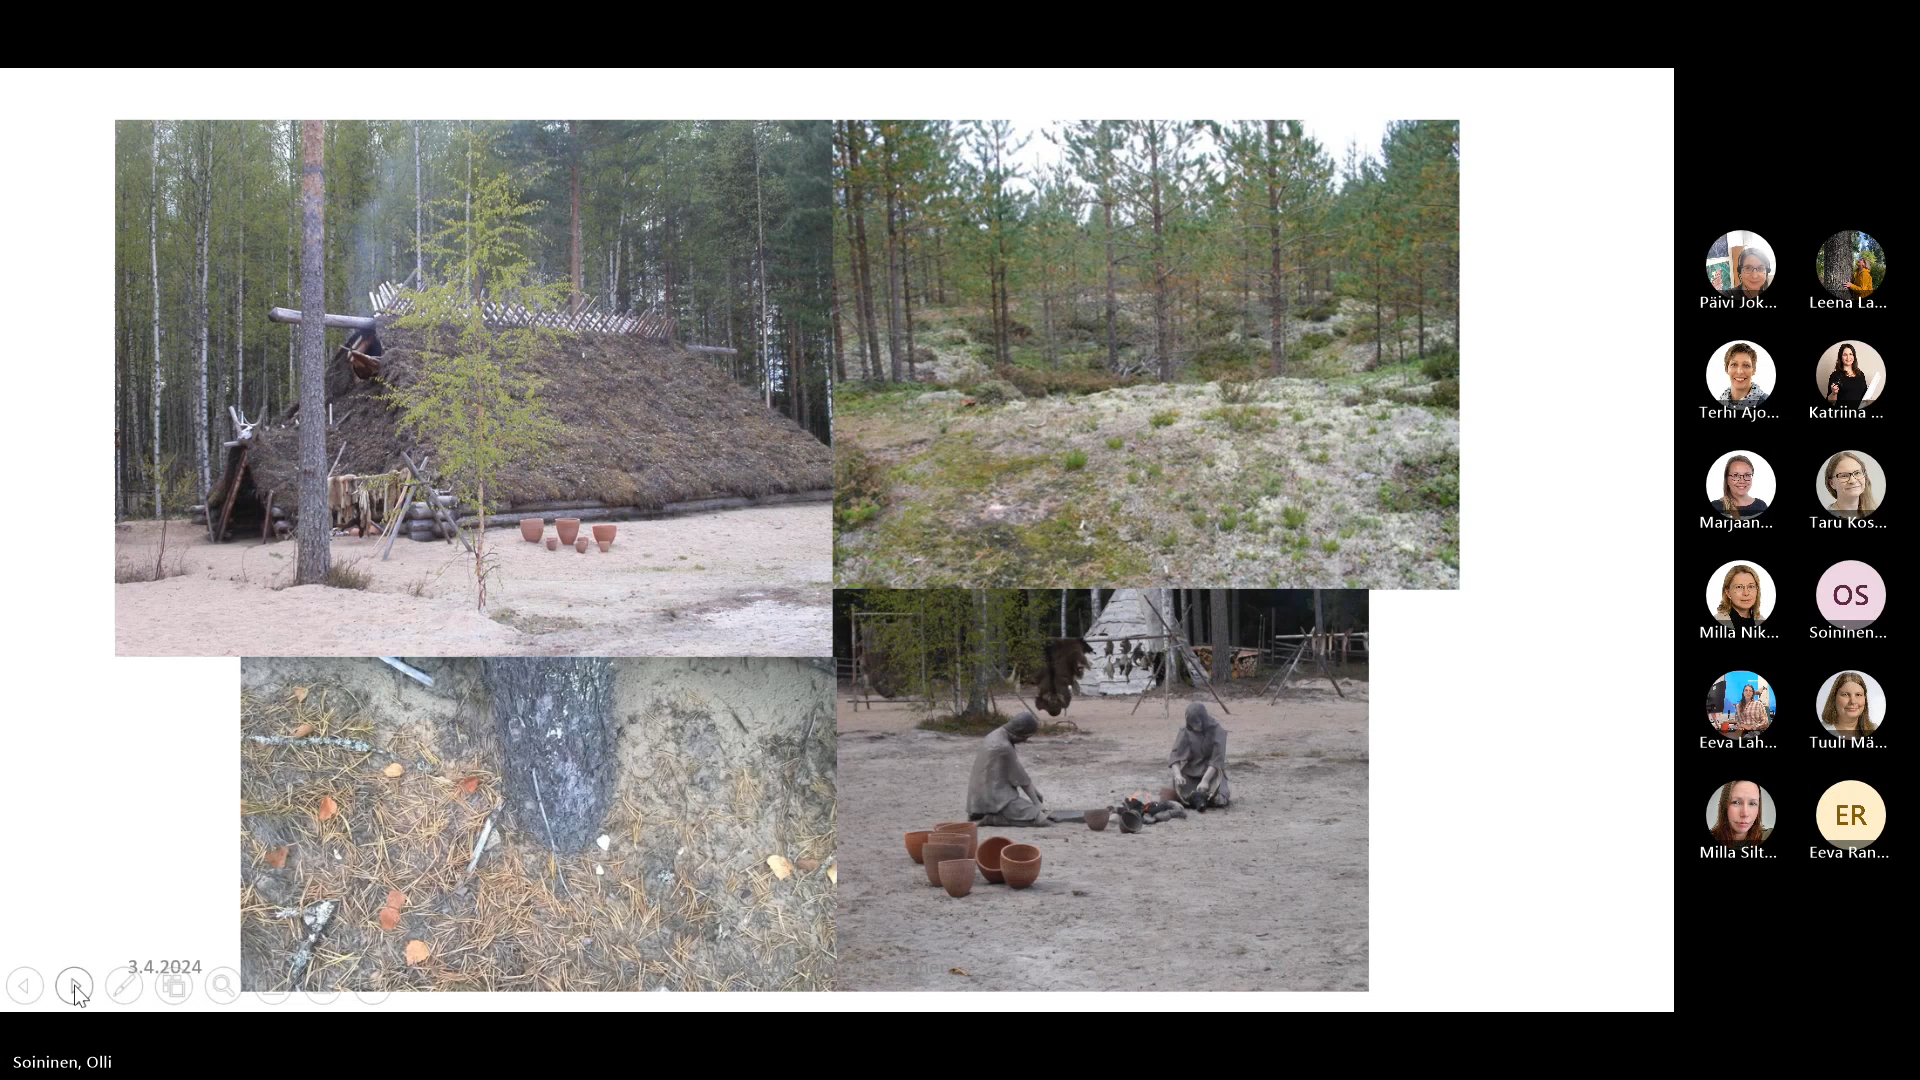 3.4.2024
Päivi Jok...
Leena La...
Terhi Ajo...
Katriina ...
Marjaan...
Taru Kos...
Milla Nik...
OS
Soininen...
Eeva Lah...
Tuuli Mä...
Milla Silt...
ER
Eeva Ran...
Soininen, Olli